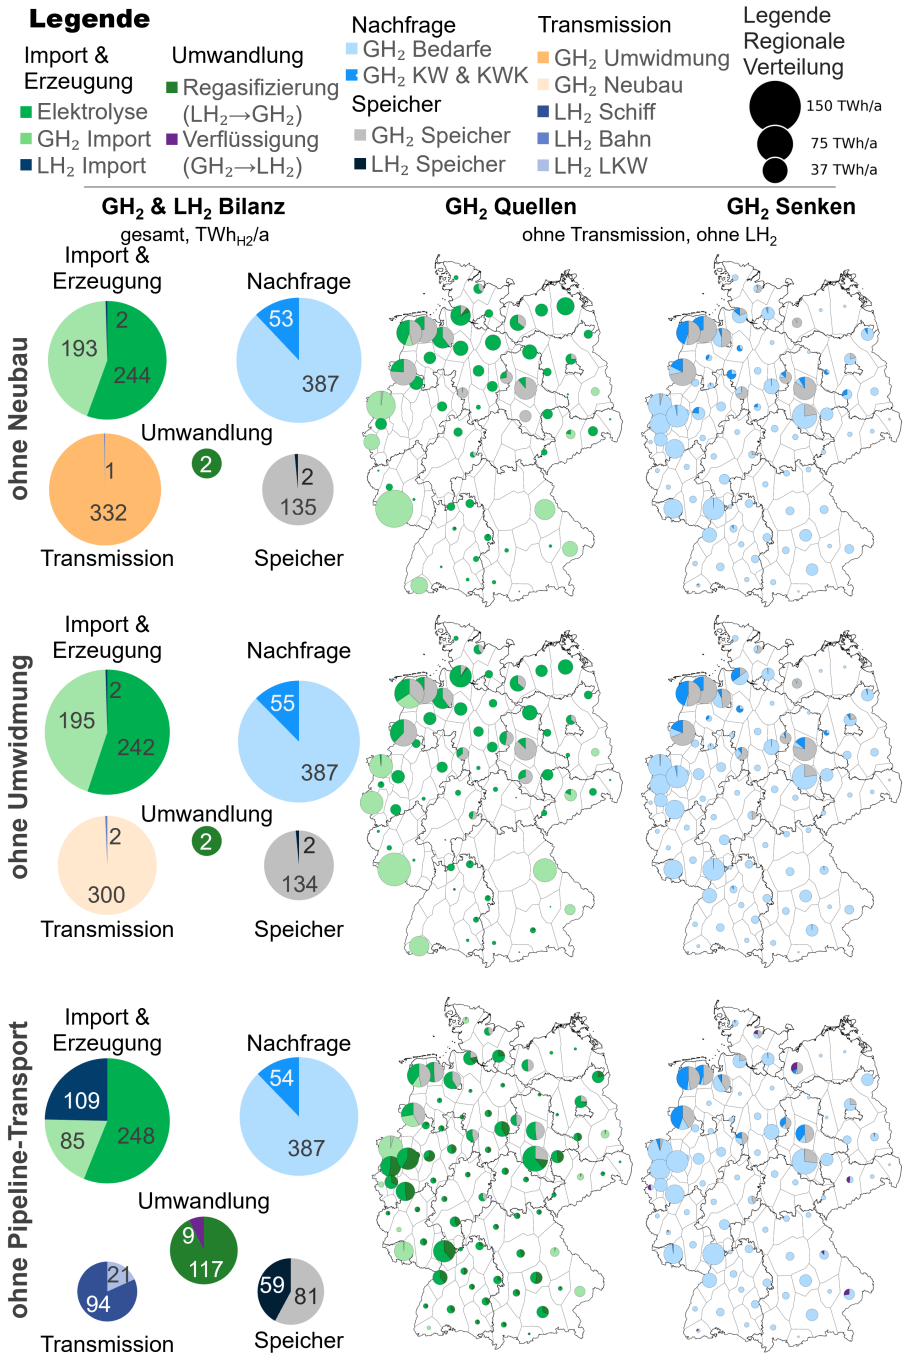 Legende
Import &
Erzeugung
Elektrolyse
GH₂ Import
LH₂ Import
Umwandlung
Regasifizierung
(LH₂→GH₂)
Verflüssigung
(GH₂→LH₂)
Nachfrage
GH₂ Bedarfe
GH₂ KW & KWK
Speicher
GH₂ Speicher
LH₂ Speicher
Transmission
GH₂ Umwidmung
GH₂ Neubau
LH₂ Schiff
LH₂ Bahn
LH₂ LKW
Legende
Regionale
Verteilung
150 TWh/a
75 TWh/a
37 TWh/a
GH₂ & LH₂ Bilanz
gesamt, TWh_H2/a
GH₂ Quellen
GH₂ Senken
ohne Transmission, ohne LH₂
ohne Neubau
Import &
Erzeugung
2
193
244
Nachfrage
53
387
Umwandlung
2
1
332
Transmission
2
135
Speicher
ohne Umwidmung
Import &
Erzeugung
2
195
242
Nachfrage
55
387
Umwandlung
2
2
300
Transmission
2
134
Speicher
ohne Pipeline-Transport
Import &
Erzeugung
109
85
248
Nachfrage
54
387
Umwandlung
9
117
21
94
Transmission
59
81
Speicher